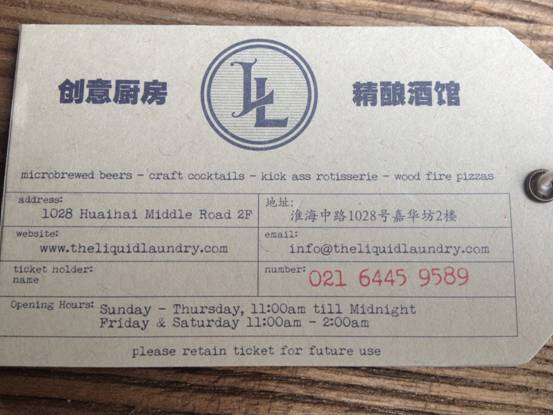 创意厨房 LL 精酿酒馆
microbrewed beers - craft cocktails - kick ass rotisserie - wood fire pizzas
address:
1028 Huaihai Middle Road 2F
地址:
淮海中路1028号嘉华坊2楼
website:
www.theliquidlaundry.com
email:
info@theliquidlaundry.com
ticket holder:
name
number: 021 6445 9589
Opening Hours: Sunday - Thursday, 11:00am till Midnight
Friday & Saturday 11:00am - 2:00am
please retain ticket for future use